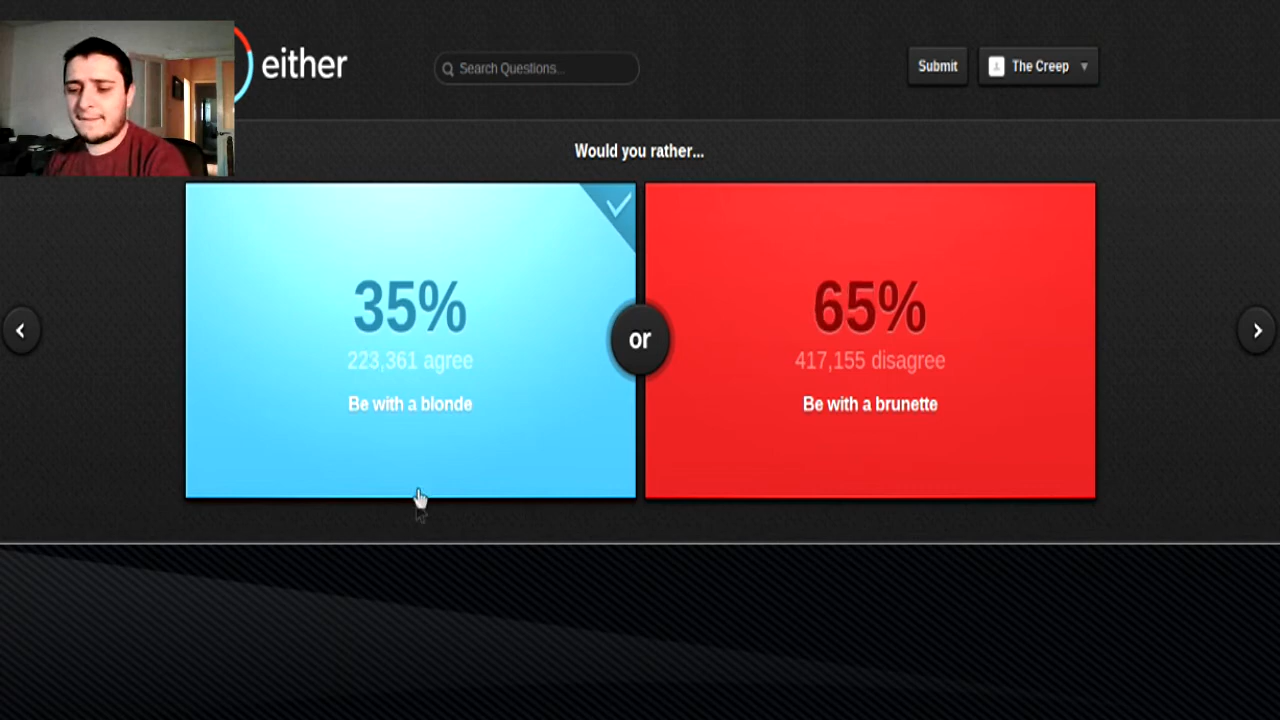 either
Search Questions...
Submit
The Creep
Would you rather...
35%
223,361 agree
Be with a blonde
or
65%
417,155 disagree
Be with a brunette